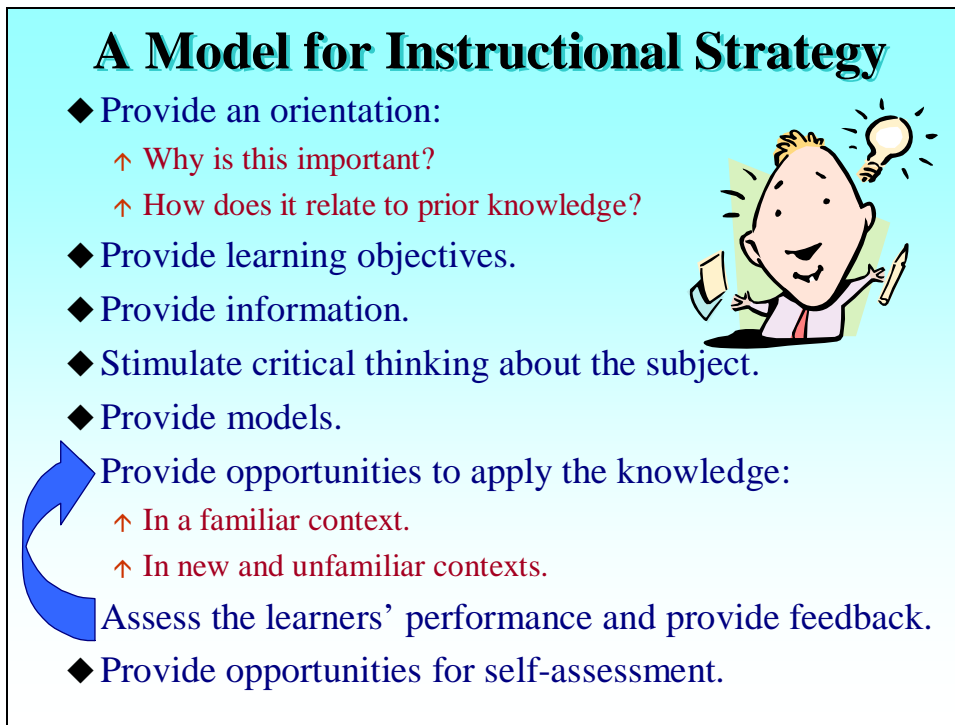 A Model for Instructional Strategy
◆ Provide an orientation:
↑ Why is this important?
↑ How does it relate to prior knowledge?
◆ Provide learning objectives.
◆ Provide information.
◆ Stimulate critical thinking about the subject.
◆ Provide models.
Provide opportunities to apply the knowledge:
↑ In a familiar context.
↑ In new and unfamiliar contexts.
Assess the learners’ performance and provide feedback.
◆ Provide opportunities for self-assessment.